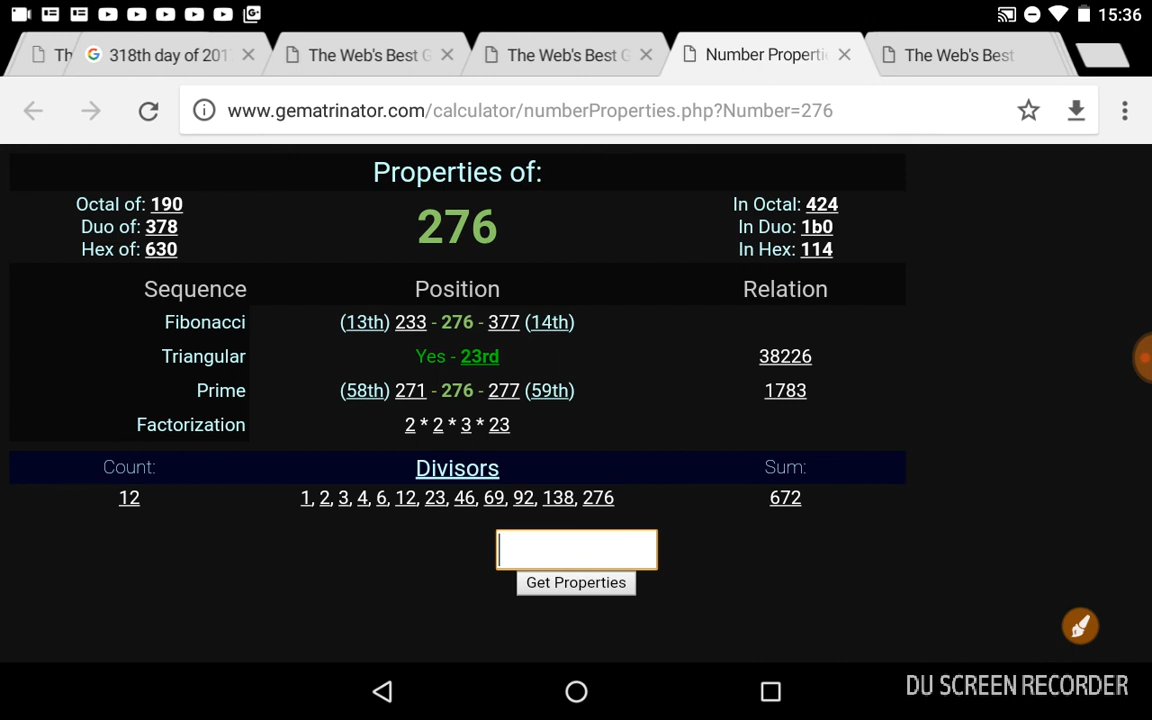 15:36
Th 318th day of 201 The Web's Best G The Web's Best G Number Properti The Web's Best
www.gematrinator.com/calculator/numberProperties.php?Number=276
Properties of:
Octal of: 190 276 In Octal: 424
Duo of: 378 In Duo: 1b0
Hex of: 630 In Hex: 114
Sequence Position Relation
Fibonacci (13th) 233 - 276 - 377 (14th)
Triangular Yes - 23rd 38226
Prime (58th) 271 - 276 - 277 (59th) 1783
Factorization 2 * 2 * 3 * 23
Count: Divisors Sum:
12 1, 2, 3, 4, 6, 12, 23, 46, 69, 92, 138, 276 672
Get Properties
DU SCREEN RECORDER